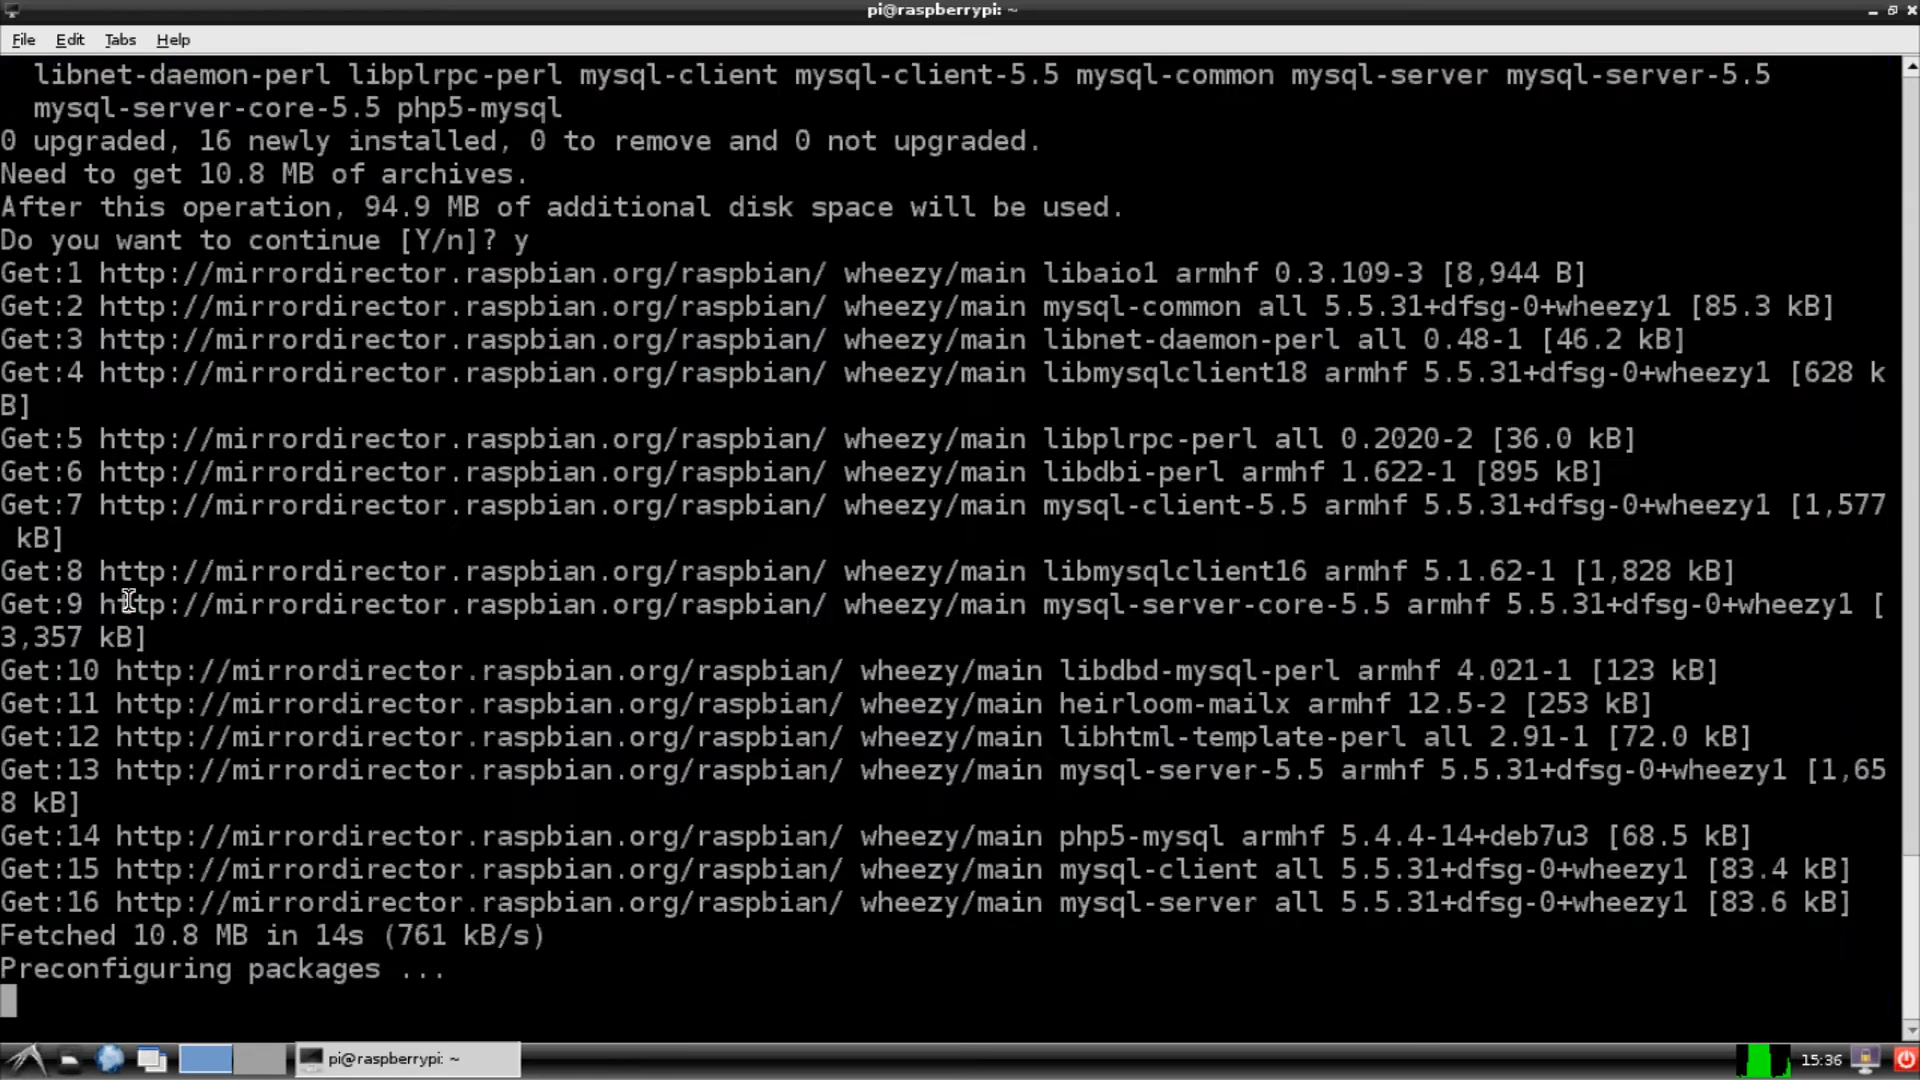 pi@raspberrypi: ~
File Edit Tabs Help
libnet-daemon-perl libplrpc-perl mysql-client mysql-client-5.5 mysql-common mysql-server mysql-server-5.5
mysql-server-core-5.5 php5-mysql
0 upgraded, 16 newly installed, 0 to remove and 0 not upgraded.
Need to get 10.8 MB of archives.
After this operation, 94.9 MB of additional disk space will be used.
Do you want to continue [Y/n]? y
Get:1 http://mirrordirector.raspbian.org/raspbian/ wheezy/main libaio1 armhf 0.3.109-3 [8,944 B]
Get:2 http://mirrordirector.raspbian.org/raspbian/ wheezy/main mysql-common all 5.5.31+dfsg-0+wheezy1 [85.3 kB]
Get:3 http://mirrordirector.raspbian.org/raspbian/ wheezy/main libnet-daemon-perl all 0.48-1 [46.2 kB]
Get:4 http://mirrordirector.raspbian.org/raspbian/ wheezy/main libmysqlclient18 armhf 5.5.31+dfsg-0+wheezy1 [628 k
B]
Get:5 http://mirrordirector.raspbian.org/raspbian/ wheezy/main libplrpc-perl all 0.2020-2 [36.0 kB]
Get:6 http://mirrordirector.raspbian.org/raspbian/ wheezy/main libdbi-perl armhf 1.622-1 [895 kB]
Get:7 http://mirrordirector.raspbian.org/raspbian/ wheezy/main mysql-client-5.5 armhf 5.5.31+dfsg-0+wheezy1 [1,577
kB]
Get:8 http://mirrordirector.raspbian.org/raspbian/ wheezy/main libmysqlclient16 armhf 5.1.62-1 [1,828 kB]
Get:9 http://mirrordirector.raspbian.org/raspbian/ wheezy/main mysql-server-core-5.5 armhf 5.5.31+dfsg-0+wheezy1 [
3,357 kB]
Get:10 http://mirrordirector.raspbian.org/raspbian/ wheezy/main libdbd-mysql-perl armhf 4.021-1 [123 kB]
Get:11 http://mirrordirector.raspbian.org/raspbian/ wheezy/main heirloom-mailx armhf 12.5-2 [253 kB]
Get:12 http://mirrordirector.raspbian.org/raspbian/ wheezy/main libhtml-template-perl all 2.91-1 [72.0 kB]
Get:13 http://mirrordirector.raspbian.org/raspbian/ wheezy/main mysql-server-5.5 armhf 5.5.31+dfsg-0+wheezy1 [1,65
8 kB]
Get:14 http://mirrordirector.raspbian.org/raspbian/ wheezy/main php5-mysql armhf 5.4.4-14+deb7u3 [68.5 kB]
Get:15 http://mirrordirector.raspbian.org/raspbian/ wheezy/main mysql-client all 5.5.31+dfsg-0+wheezy1 [83.4 kB]
Get:16 http://mirrordirector.raspbian.org/raspbian/ wheezy/main mysql-server all 5.5.31+dfsg-0+wheezy1 [83.6 kB]
Fetched 10.8 MB in 14s (761 kB/s)
Preconfiguring packages ...
pi@raspberrypi: ~
15:36